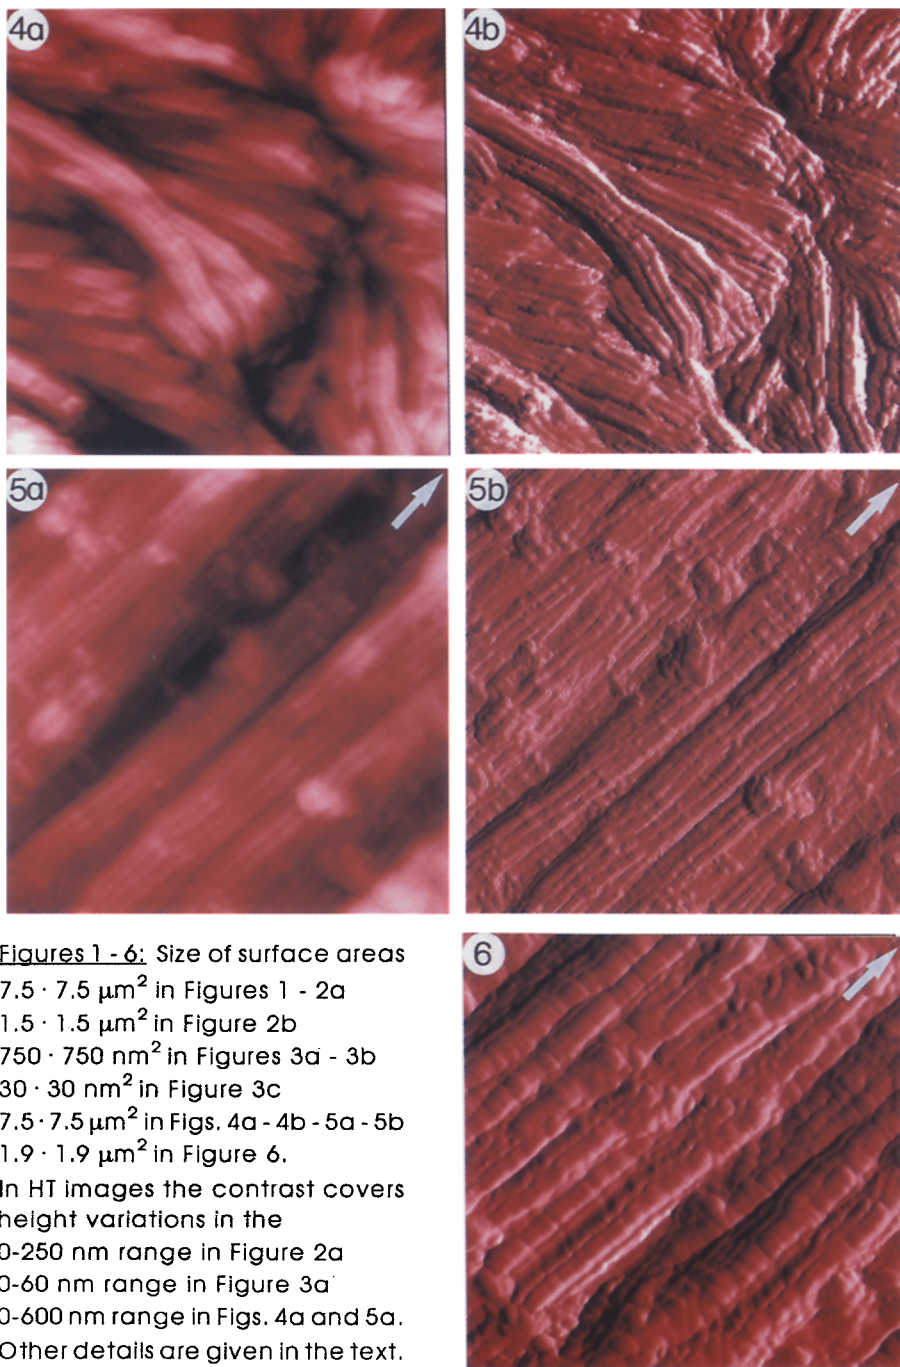 4a
4b
5a
5b
Figures 1 - 6: Size of surface areas
7.5 · 7.5 µm² in Figures 1 - 2a
1.5 · 1.5 µm² in Figure 2b
750 · 750 nm² in Figures 3a - 3b
30 · 30 nm² in Figure 3c
7.5 · 7.5 µm² in Figs. 4a - 4b - 5a - 5b
1.9 · 1.9 µm² in Figure 6.
In HT images the contrast covers
height variations in the
0-250 nm range in Figure 2a
0-60 nm range in Figure 3a
0-600 nm range in Figs. 4a and 5a.
Other details are given in the text.
6